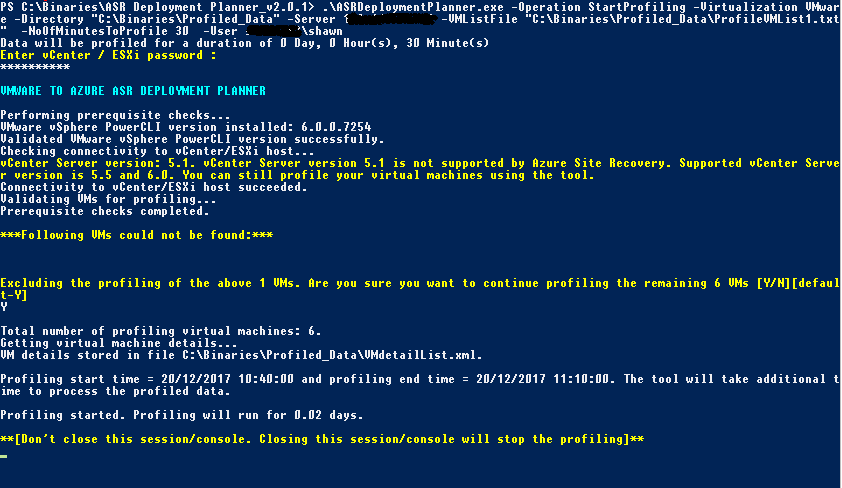 PS C:\Binaries\ASR Deployment Planner_v2.0.1> .\ASRDeploymentPlanner.exe -Operation StartProfiling -Virtualization VMwar
e -Directory "C:\Binaries\Profiled_Data" -Server -VMListFile "C:\Binaries\Profiled_Data\ProfileVMList1.txt
" -NoOfMinutesToProfile 30 -User \shawn
Data will be profiled for a duration of 0 Day, 0 Hour(s), 30 Minute(s)
Enter vCenter / ESXi password :
**********
VMWARE TO AZURE ASR DEPLOYMENT PLANNER
Performing prerequisite checks...
VMware vSphere PowerCLI version installed: 6.0.0.7254
Validated VMware vSphere PowerCLI version successfully.
Checking connectivity to vCenter/ESXi host...
vCenter Server version: 5.1. vCenter Server version 5.1 is not supported by Azure Site Recovery. Supported vCenter Serve
r version is 5.5 and 6.0. You can still profile your virtual machines using the tool.
Connectivity to vCenter/ESXi host succeeded.
Validating VMs for profiling...
Prerequisite checks completed.
***Following VMs could not be found:***
Excluding the profiling of the above 1 VMs. Are you sure you want to continue profiling the remaining 6 VMs [Y/N][defaul
t-Y]
Y
Total number of profiling virtual machines: 6.
Getting virtual machine details...
VM details stored in file C:\Binaries\Profiled_Data\VMdetailList.xml.
Profiling start time = 20/12/2017 10:40:00 and profiling end time = 20/12/2017 11:10:00. The tool will take additional t
ime to process the profiled data.
Profiling started. Profiling will run for 0.02 days.
**[Don't close this session/console. Closing this session/console will stop the profiling]**